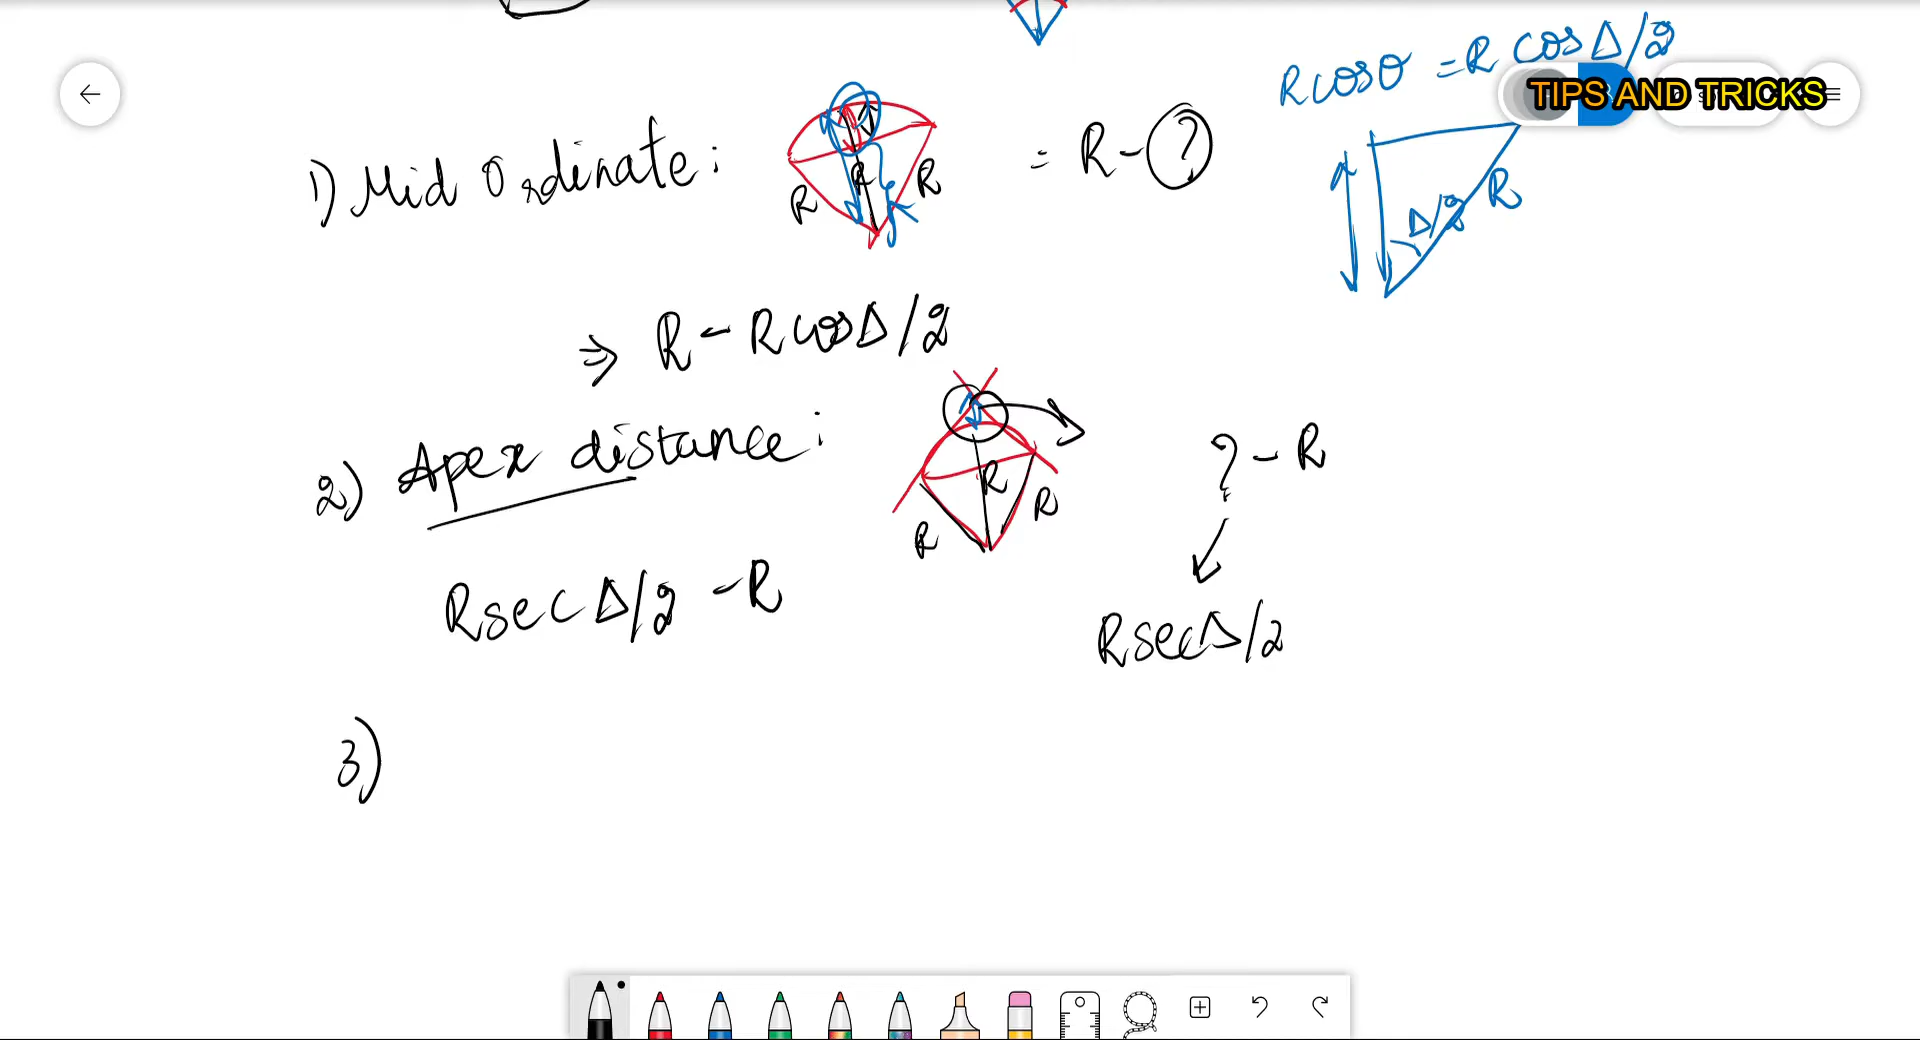 R cosθ = R cos Δ/2
TIPS AND TRICKS
1) Mid Ordinate :
R
R
R
= R - ?
Δ/2
R
⇒ R - R cos Δ/2
2) Apex distance :
R
R
R
? - R
R sec Δ/2 - R
R sec Δ/2
3)